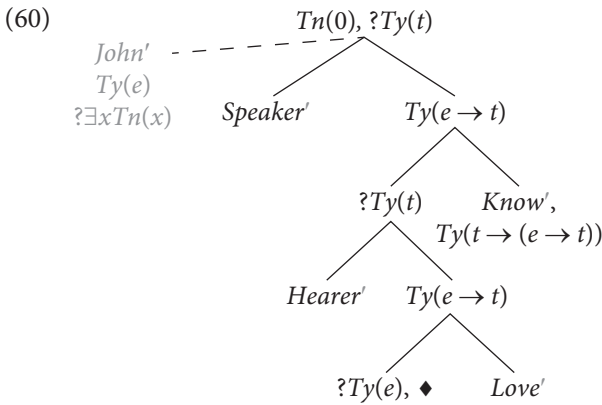 (60)
Tn(0), ?Ty(t)
John′
Ty(e)
?∃xTn(x)
Speaker′ Ty(e → t)
?Ty(t) Know′,
Ty(t → (e → t))
Hearer′ Ty(e → t)
?Ty(e), ♦ Love′